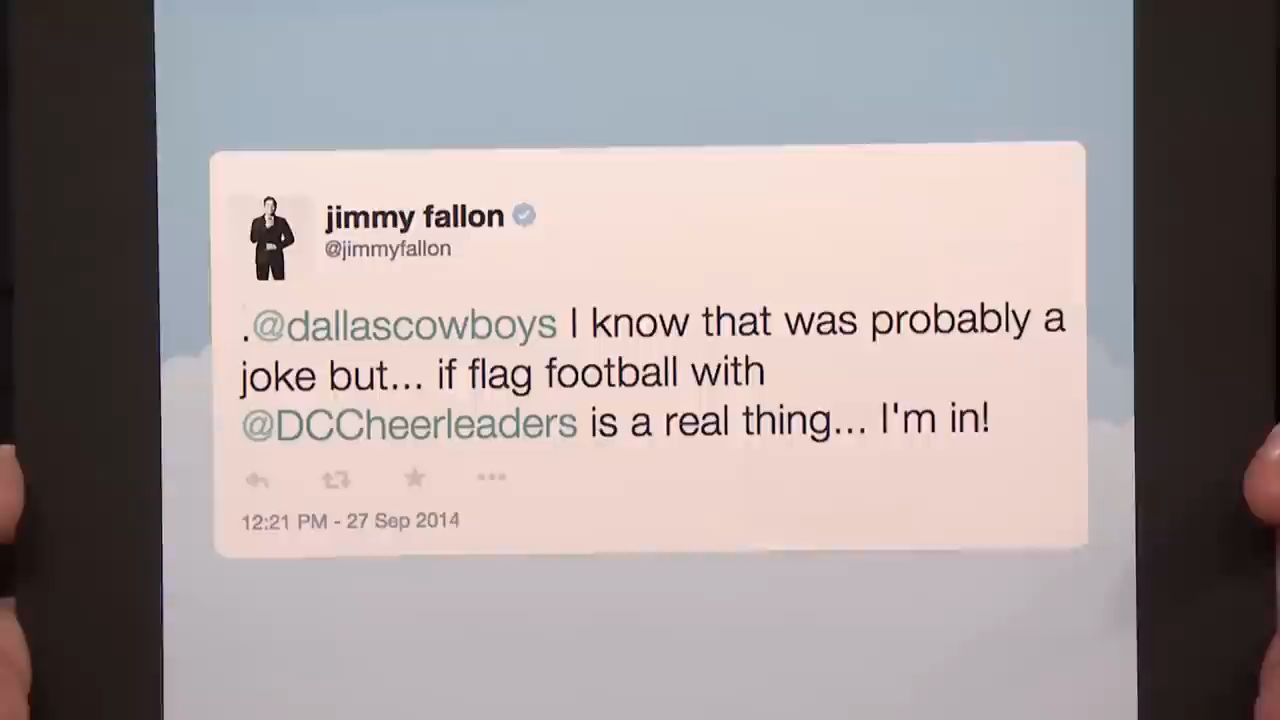 jimmy fallon
@jimmyfallon
.@dallascowboys I know that was probably a
joke but... if flag football with
@DCCheerleaders is a real thing... I'm in!
12:21 PM - 27 Sep 2014